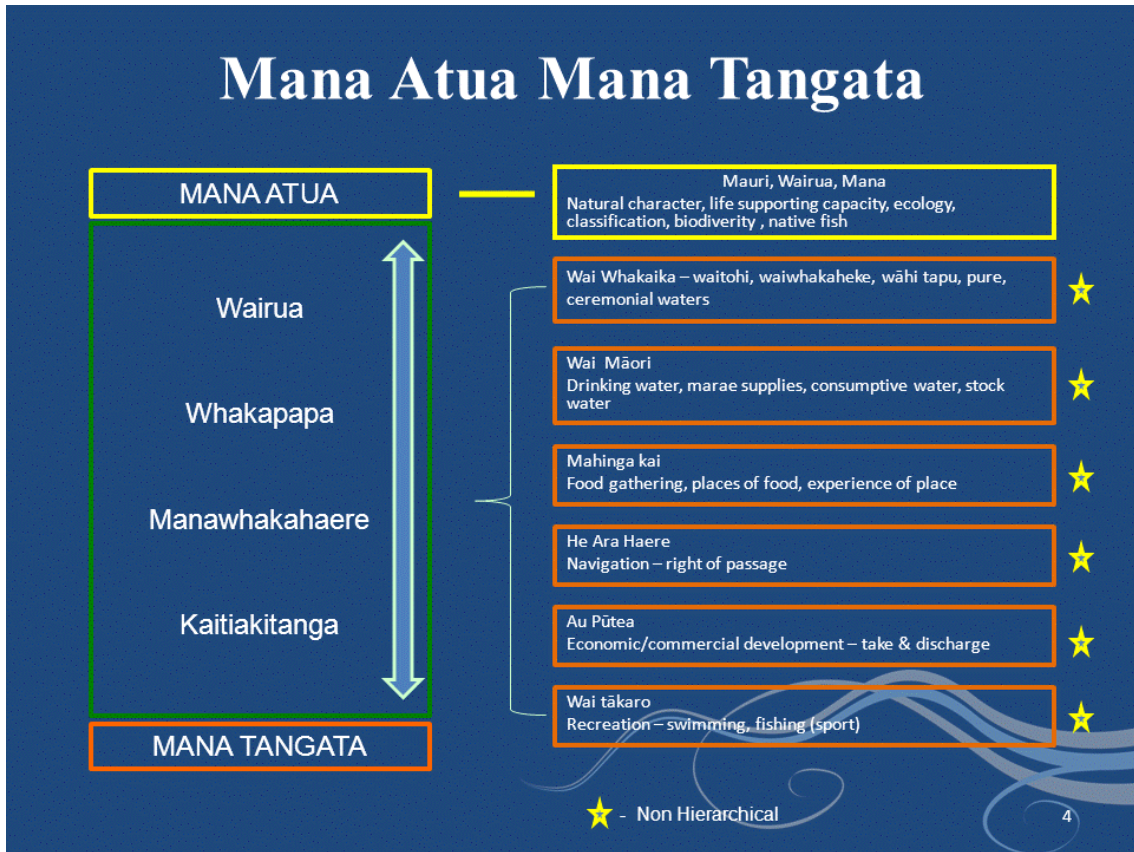 Mana Atua Mana Tangata
MANA ATUA
Wairua
Whakapapa
Manawhakahaere
Kaitiakitanga
MANA TANGATA
Mauri, Wairua, Mana
Natural character, life supporting capacity, ecology,
classification, biodiverity , native fish
Wai Whakaika – waitohi, waiwhakaheke, wāhi tapu, pure,
ceremonial waters
Wai Māori
Drinking water, marae supplies, consumptive water, stock
water
Mahinga kai
Food gathering, places of food, experience of place
He Ara Haere
Navigation – right of passage
Au Pūtea
Economic/commercial development – take & discharge
Wai tākaro
Recreation – swimming, fishing (sport)
- Non Hierarchical
4